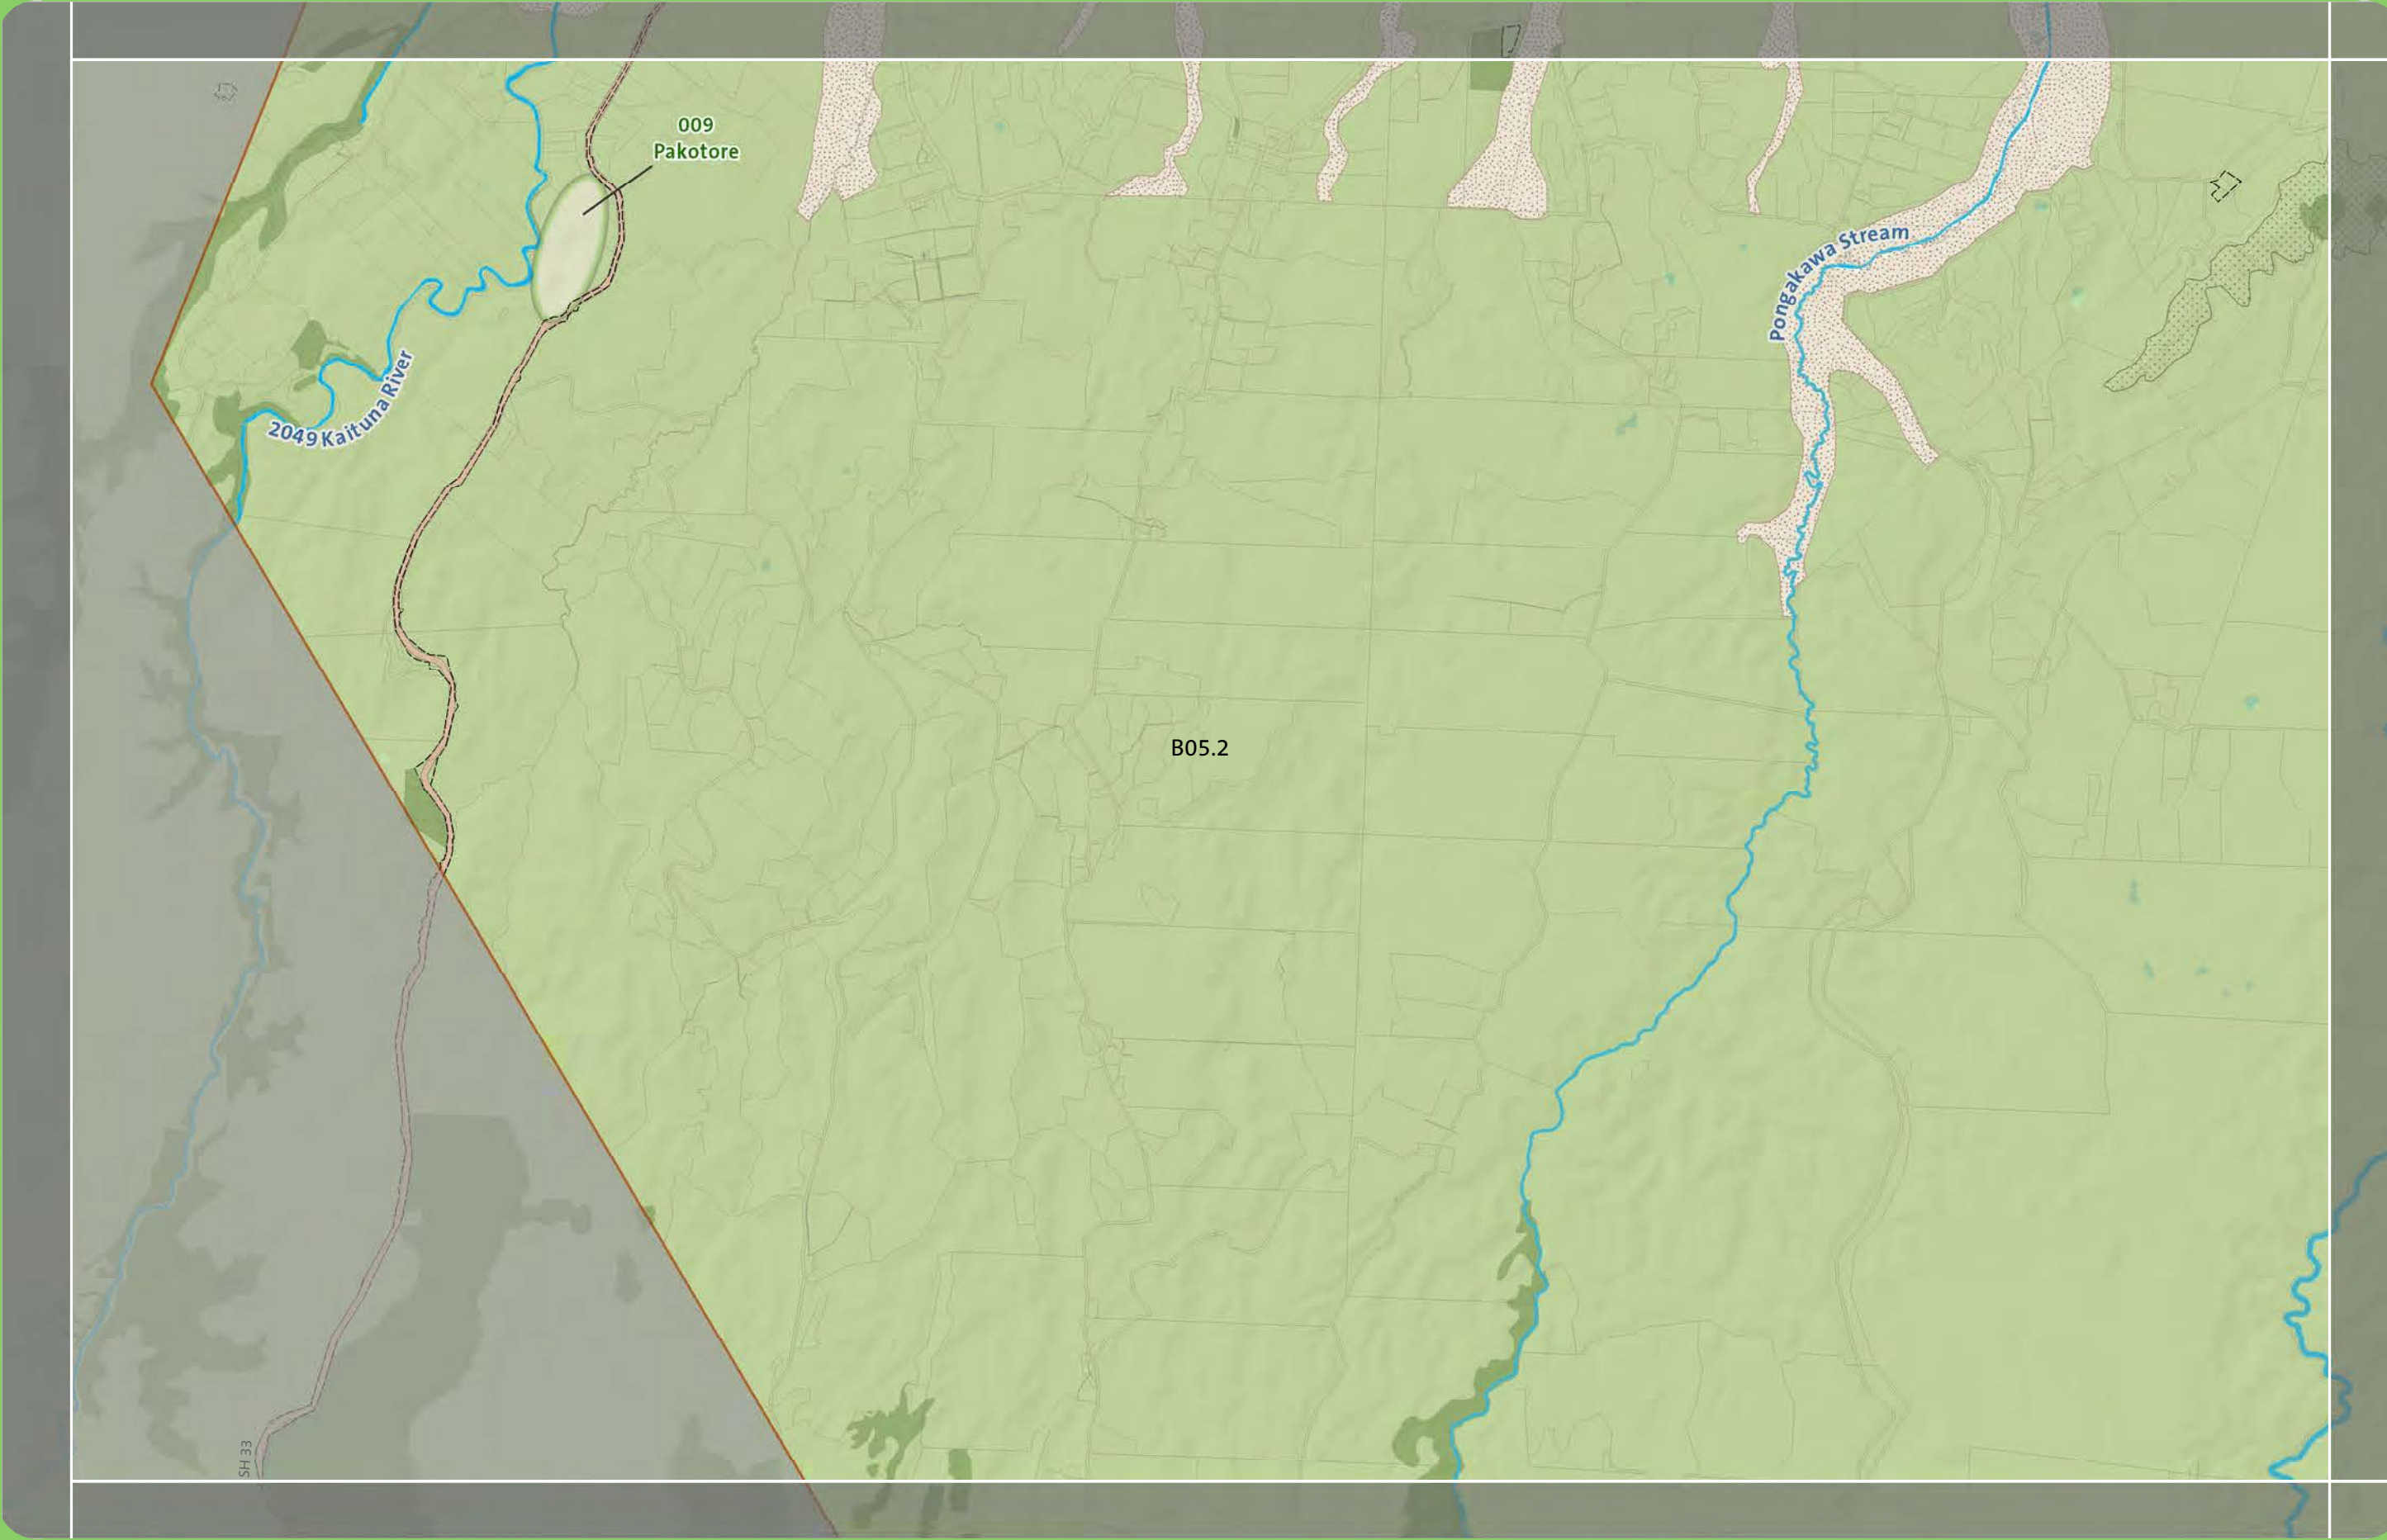 009
Pakotore
Pongakawa Stream
2049 Kaituna River
B05.2
SH 33